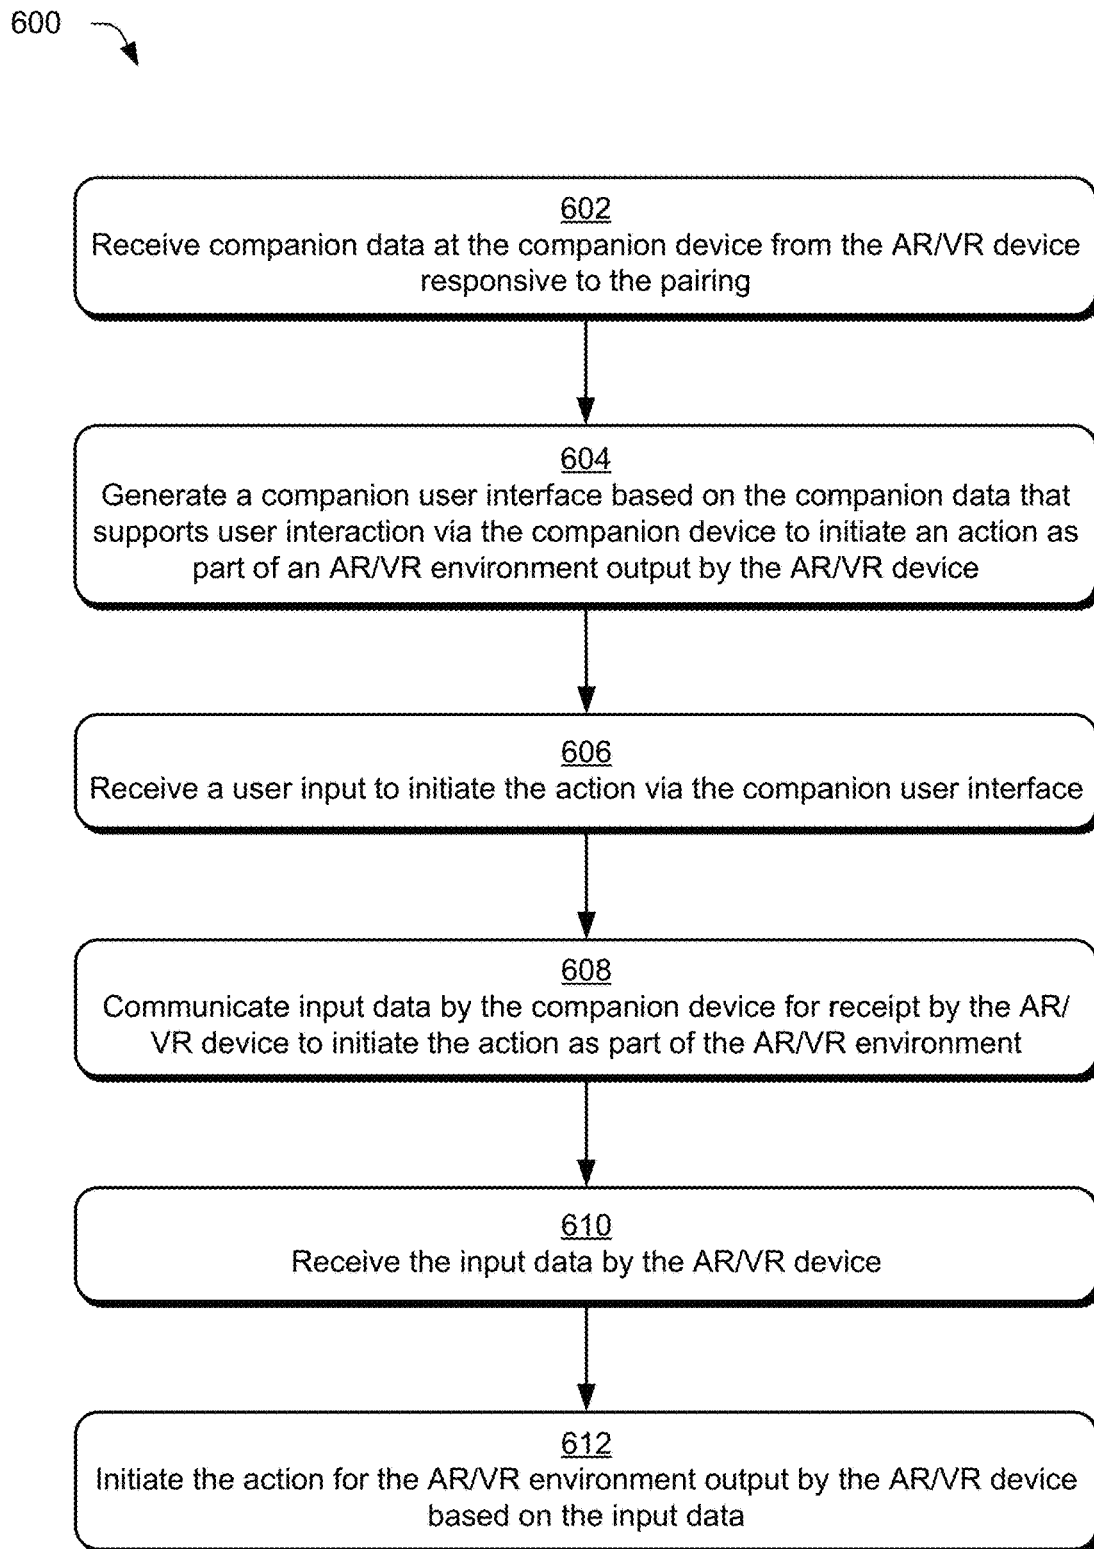 600
602
Receive companion data at the companion device from the AR/VR device
responsive to the pairing
604
Generate a companion user interface based on the companion data that
supports user interaction via the companion device to initiate an action as
part of an AR/VR environment output by the AR/VR device
606
Receive a user input to initiate the action via the companion user interface
608
Communicate input data by the companion device for receipt by the AR/
VR device to initiate the action as part of the AR/VR environment
610
Receive the input data by the AR/VR device
612
Initiate the action for the AR/VR environment output by the AR/VR device
based on the input data